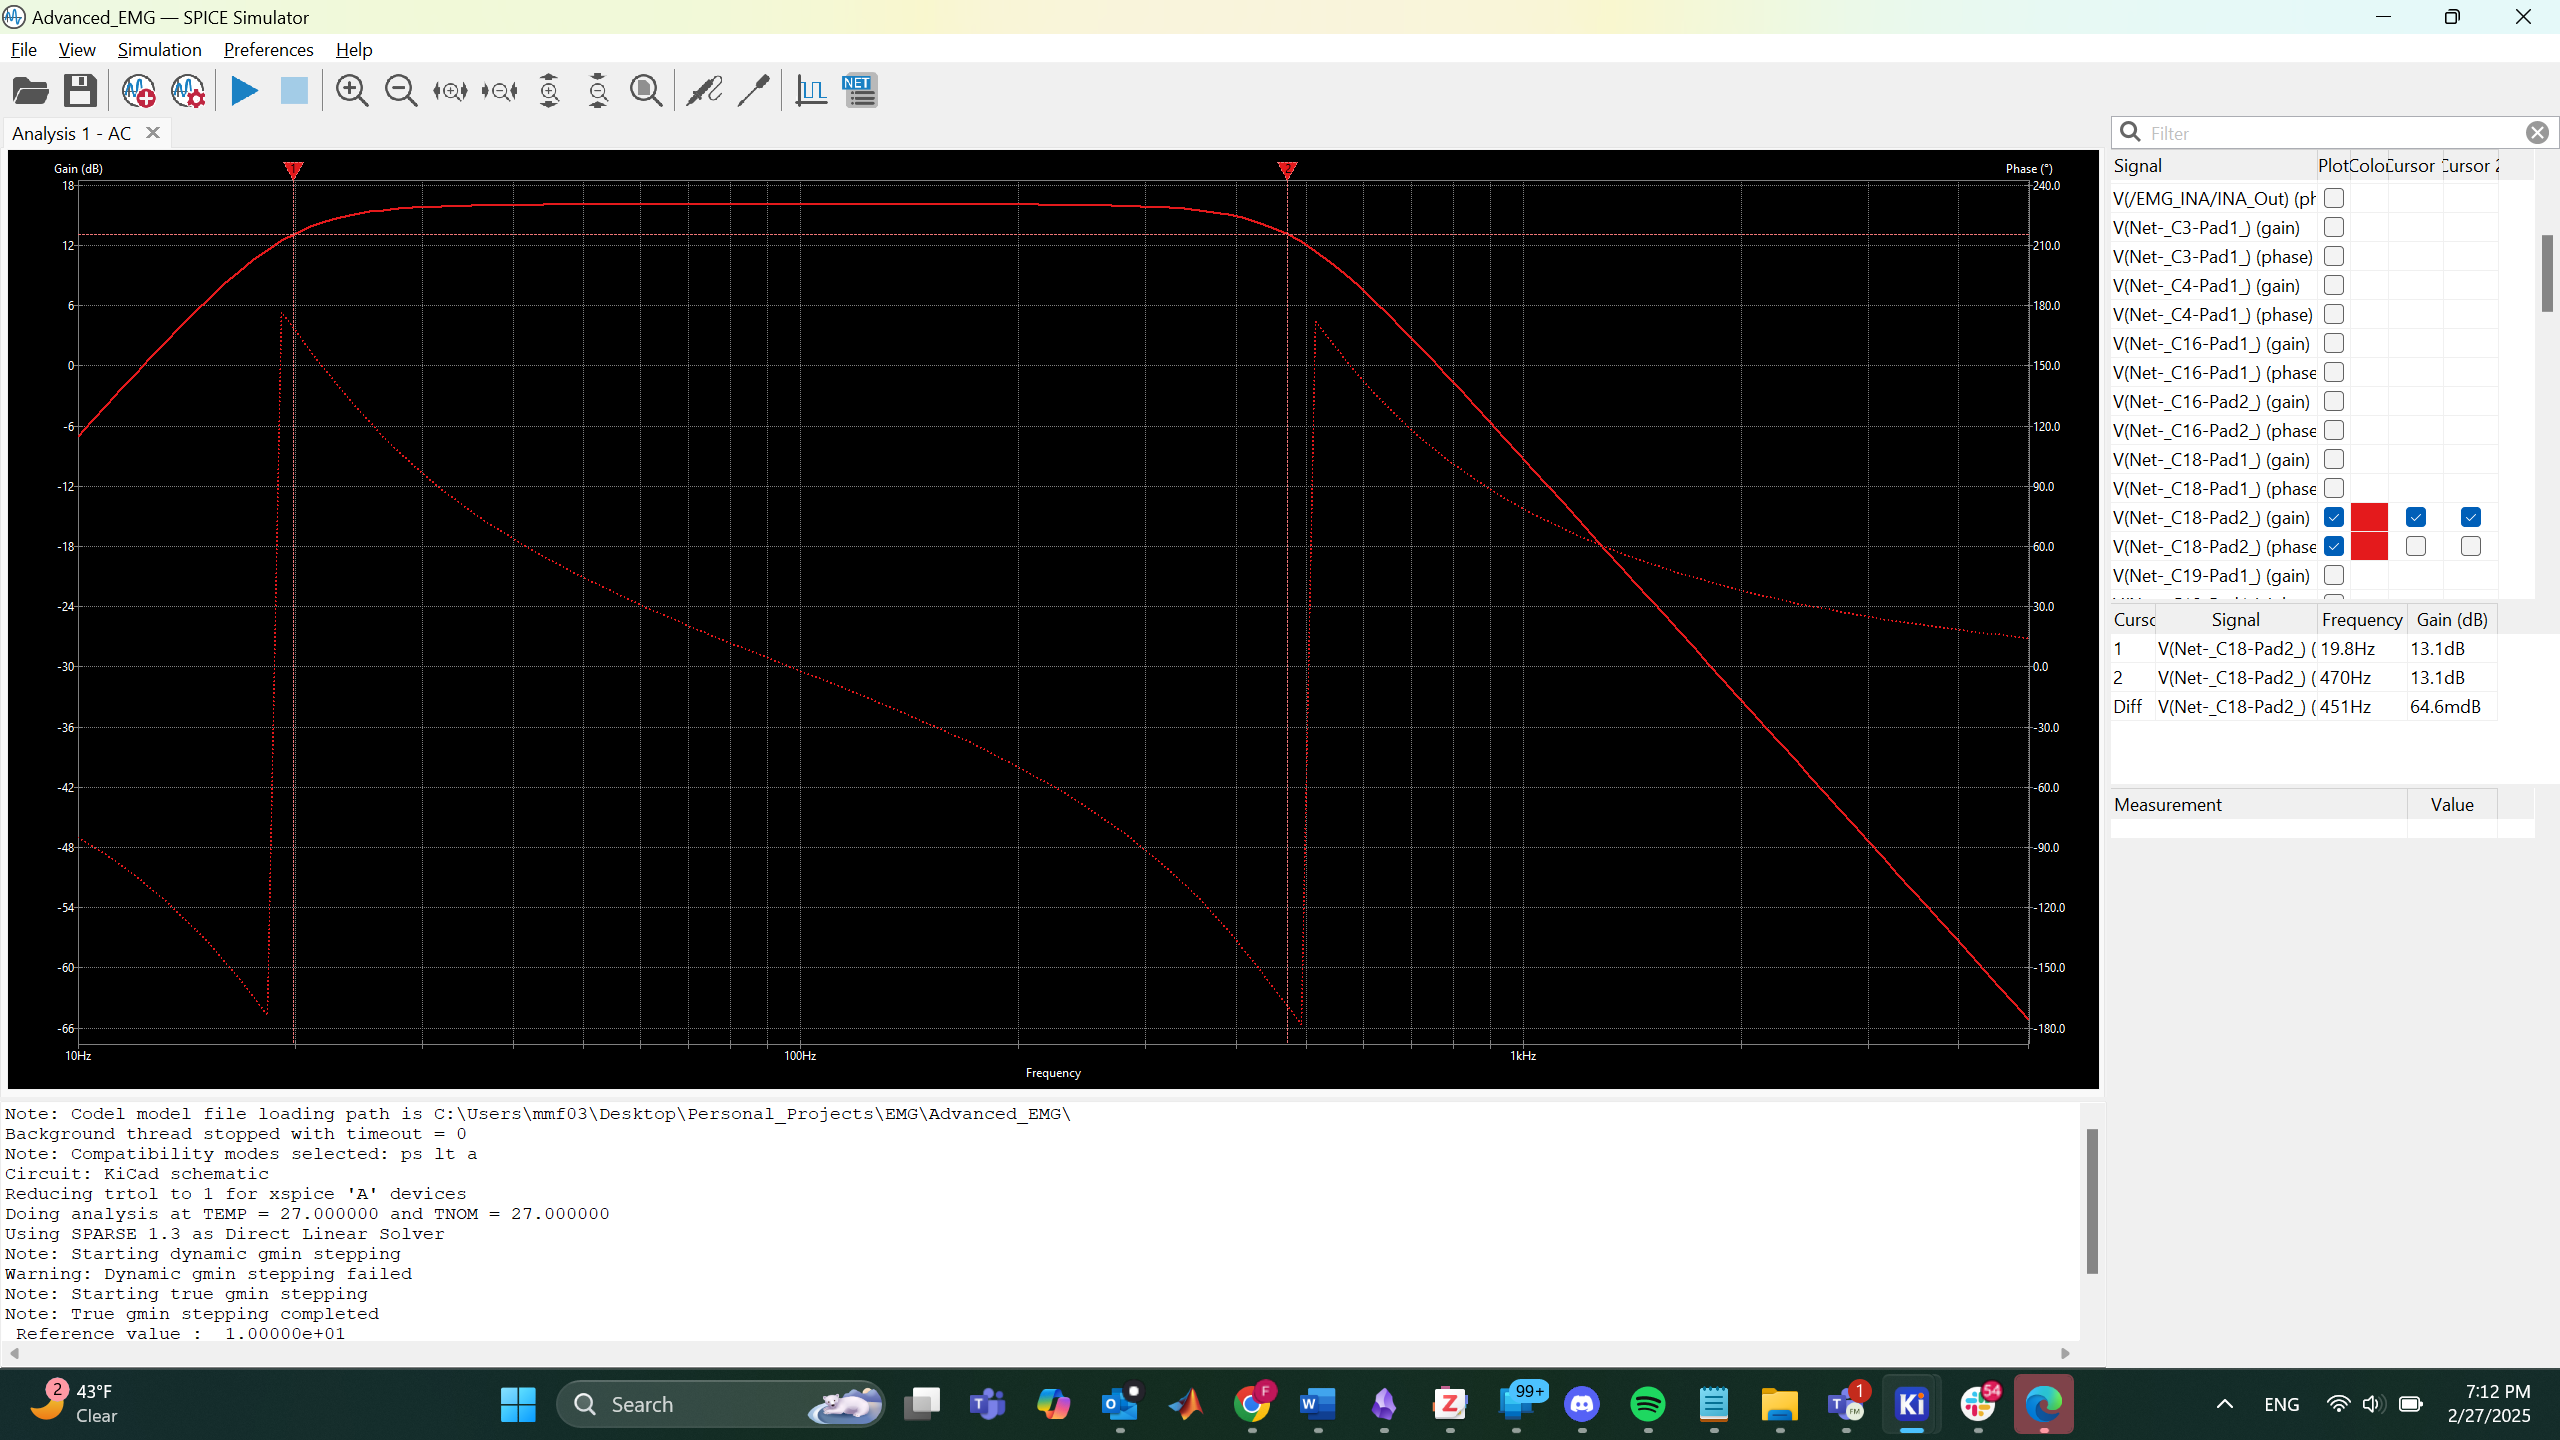 Advanced_EMG — SPICE Simulator
File View Simulation Preferences Help
NET
Analysis 1 - AC
Filter
Gain (dB)
Phase (°)
18
12
6
0
-6
-12
-18
-24
-30
-36
-42
-48
-54
-60
-66
240.0
210.0
180.0
150.0
120.0
90.0
60.0
30.0
0.0
-30.0
-60.0
-90.0
-120.0
-150.0
-180.0
10Hz 100Hz 1kHz
Frequency
1
2
Signal Plot Colo Cursor Cursor 2
V(/EMG_INA/INA_Out) (ph
V(Net-_C3-Pad1_) (gain)
V(Net-_C3-Pad1_) (phase)
V(Net-_C4-Pad1_) (gain)
V(Net-_C4-Pad1_) (phase)
V(Net-_C16-Pad1_) (gain)
V(Net-_C16-Pad1_) (phase
V(Net-_C16-Pad2_) (gain)
V(Net-_C16-Pad2_) (phase
V(Net-_C18-Pad1_) (gain)
V(Net-_C18-Pad1_) (phase
V(Net-_C18-Pad2_) (gain)
V(Net-_C18-Pad2_) (phase
V(Net-_C19-Pad1_) (gain)
Curso Signal Frequency Gain (dB)
1 V(Net-_C18-Pad2_) ( 19.8Hz 13.1dB
2 V(Net-_C18-Pad2_) ( 470Hz 13.1dB
Diff V(Net-_C18-Pad2_) ( 451Hz 64.6mdB
Measurement Value
Note: Codel model file loading path is C:\Users\mmf03\Desktop\Personal_Projects\EMG\Advanced_EMG\
Background thread stopped with timeout = 0
Note: Compatibility modes selected: ps lt a
Circuit: KiCad schematic
Reducing trtol to 1 for xspice 'A' devices
Doing analysis at TEMP = 27.000000 and TNOM = 27.000000
Using SPARSE 1.3 as Direct Linear Solver
Note: Starting dynamic gmin stepping
Warning: Dynamic gmin stepping failed
Note: Starting true gmin stepping
Note: True gmin stepping completed
Reference value : 1.00000e+01
2
43°F
Clear
Search
F
99+
1
FM
Ki
54
ENG
7:12 PM
2/27/2025